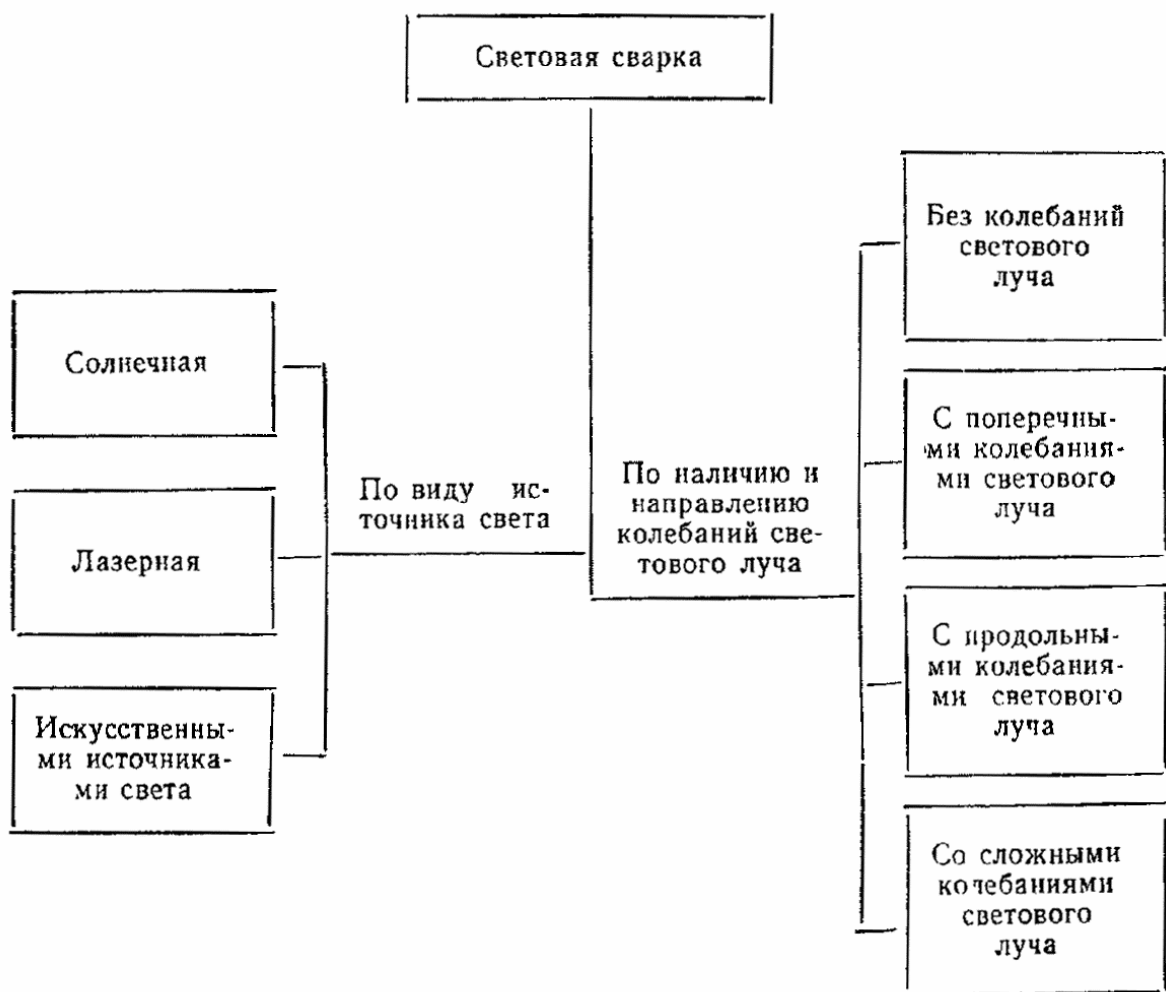 Световая сварка
Солнечная
Лазерная
Искусственны-
ми источника-
ми света
По виду ис-
точника света
По наличию и
направлению
колебаний све-
тового луча
Без колебаний
светового
луча
С поперечны-
ми колебания-
ми светового
луча
С продольны-
ми колебания-
ми светового
луча
Со сложными
колебаниями
светового
луча